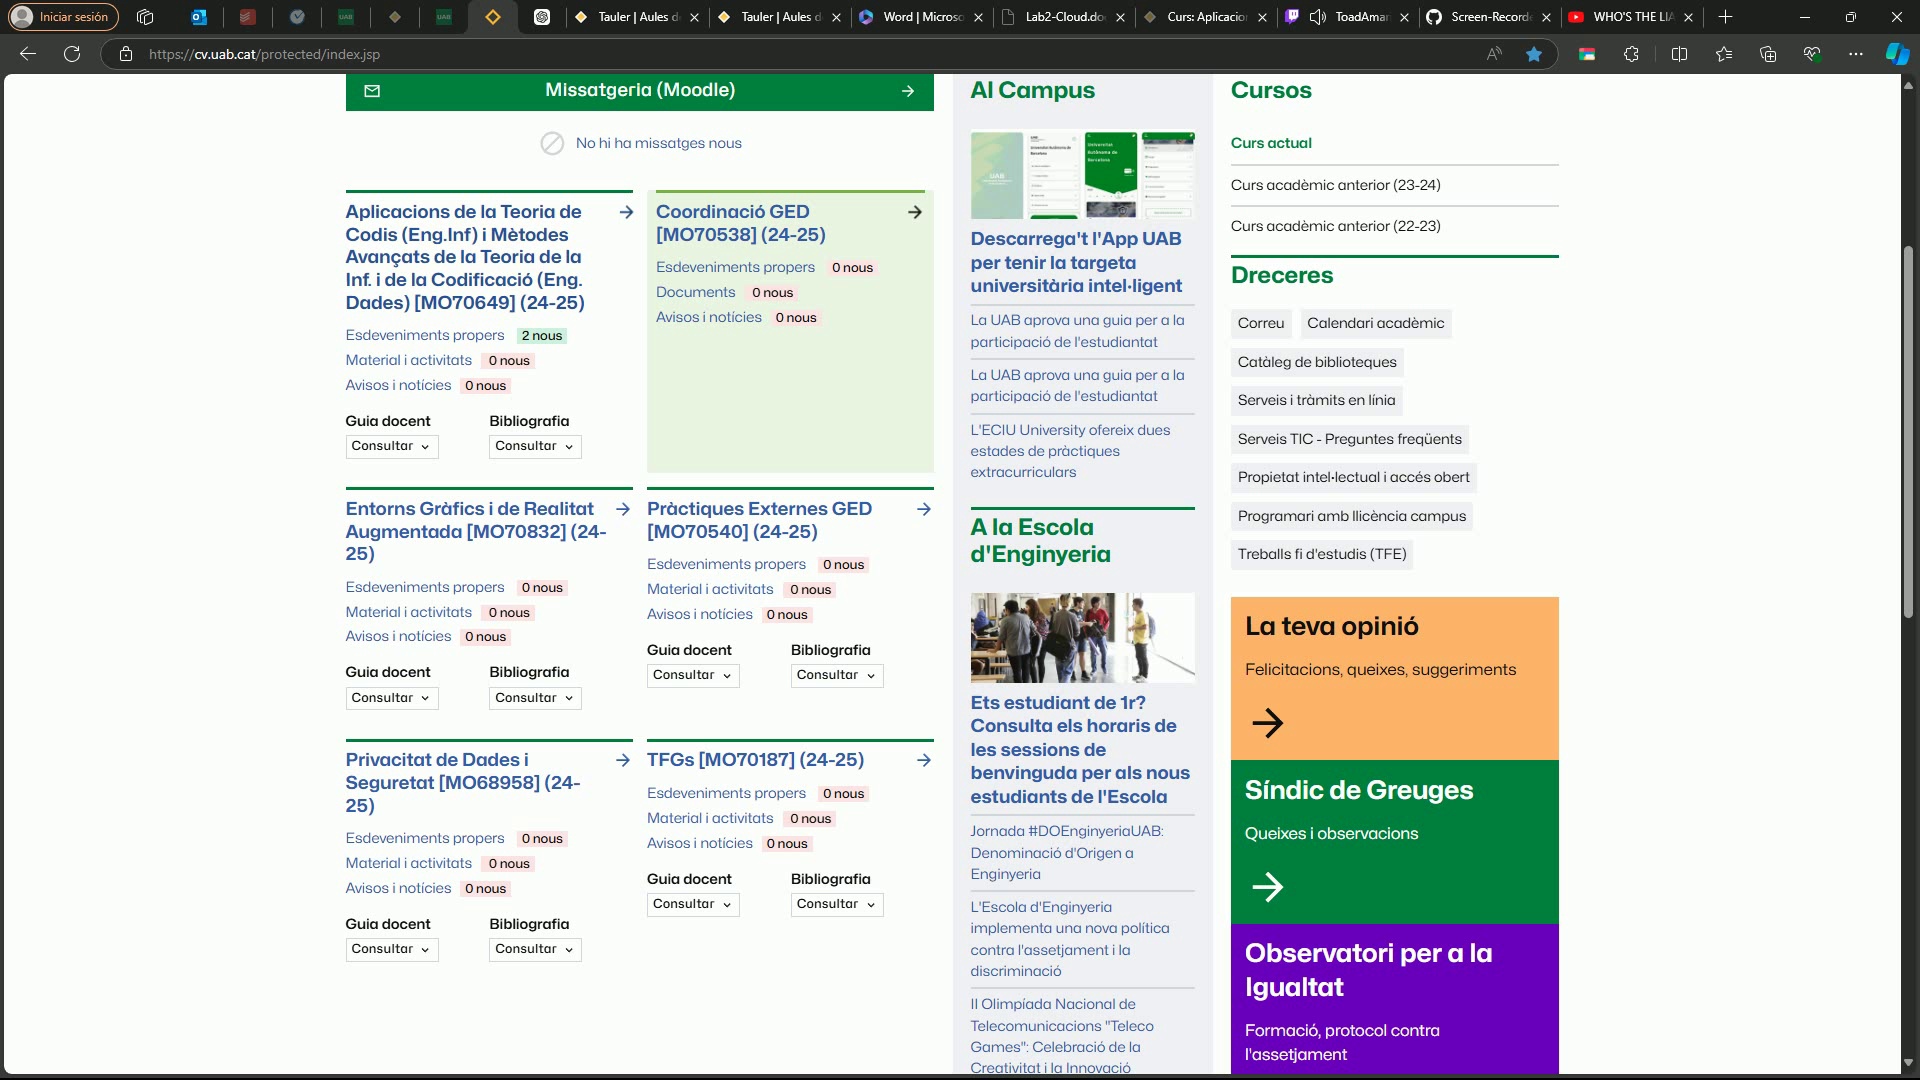 Iniciar sesión
Tauler | Aules d
Tauler | Aules d
Word | Microso
Lab2-Cloud.do
Curs: Aplicacion
ToadAmar
Screen-Recorde
WHO'S THE LIA
https://cv.uab.cat/protected/index.jsp
Missatgeria (Moodle)
No hi ha missatges nous
Aplicacions de la Teoria de
Codis (Eng.Inf) i Mètodes
Avançats de la Teoria de la
Inf. i de la Codificació (Eng.
Dades) [MO70649] (24-25)
Esdeveniments propers 2 nous
Material i activitats 0 nous
Avisos i notícies 0 nous
Guia docent Bibliografia
Consultar Consultar
Coordinació GED
[MO70538] (24-25)
Esdeveniments propers 0 nous
Documents 0 nous
Avisos i notícies 0 nous
Entorns Gràfics i de Realitat
Augmentada [MO70832] (24-
25)
Esdeveniments propers 0 nous
Material i activitats 0 nous
Avisos i notícies 0 nous
Guia docent Bibliografia
Consultar Consultar
Pràctiques Externes GED
[MO70540] (24-25)
Esdeveniments propers 0 nous
Material i activitats 0 nous
Avisos i notícies 0 nous
Guia docent Bibliografia
Consultar Consultar
Privacitat de Dades i
Seguretat [MO68958] (24-
25)
Esdeveniments propers 0 nous
Material i activitats 0 nous
Avisos i notícies 0 nous
Guia docent Bibliografia
Consultar Consultar
TFGs [MO70187] (24-25)
Esdeveniments propers 0 nous
Material i activitats 0 nous
Avisos i notícies 0 nous
Guia docent Bibliografia
Consultar Consultar
Al Campus
Descarrega't l'App UAB
per tenir la targeta
universitària intel·ligent
La UAB aprova una guia per a la
participació de l'estudiantat
La UAB aprova una guia per a la
participació de l'estudiantat
L'ECIU University ofereix dues
estades de pràctiques
extracurriculars
A la Escola
d'Enginyeria
Ets estudiant de 1r?
Consulta els horaris de
les sessions de
benvinguda per als nous
estudiants de l'Escola
Jornada #DOEnginyeriaUAB:
Denominació d'Origen a
Enginyeria
L'Escola d'Enginyeria
implementa una nova política
contra l'assetjament i la
discriminació
II Olimpíada Nacional de
Telecomunicacions "Teleco
Games": Celebració de la
Creativitat i la Innovació
Cursos
Curs actual
Curs acadèmic anterior (23-24)
Curs acadèmic anterior (22-23)
Dreceres
Correu Calendari acadèmic
Catàleg de biblioteques
Serveis i tràmits en línia
Serveis TIC - Preguntes freqüents
Propietat intel·lectual i accés obert
Programari amb llicència campus
Treballs fi d'estudis (TFE)
La teva opinió
Felicitacions, queixes, suggeriments
Síndic de Greuges
Queixes i observacions
Observatori per a la
Igualtat
Formació, protocol contra
l'assetjament